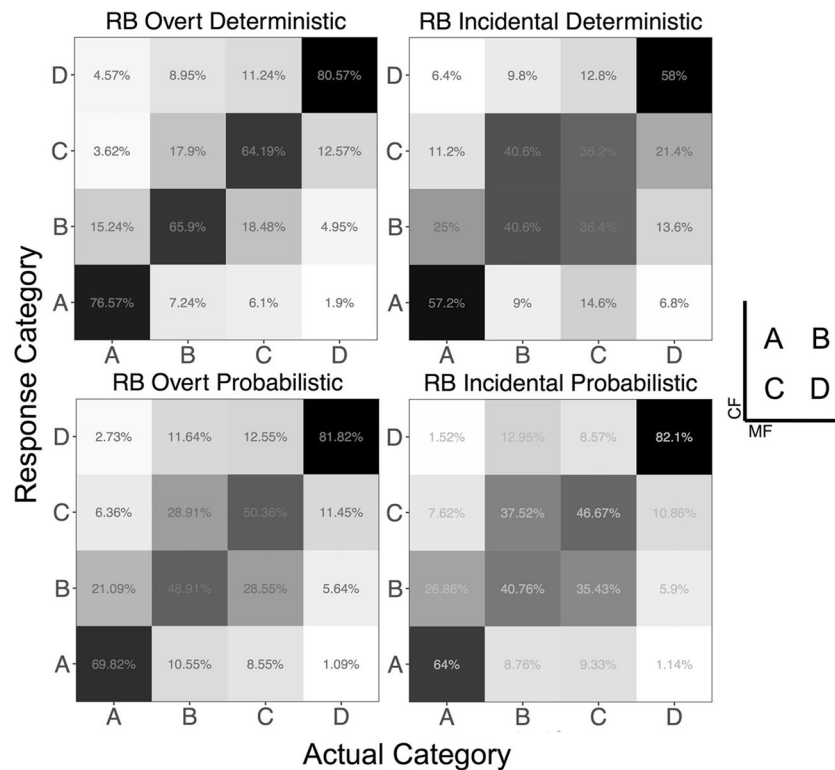 RB Overt Deterministic
D 4.57% 8.95% 11.24% 80.57%
C 3.62% 17.9% 64.19% 12.57%
B 15.24% 65.9% 18.48% 4.95%
A 76.57% 7.24% 6.1% 1.9%
A B C D
RB Incidental Deterministic
6.4% 9.8% 12.8% 58%
11.2% 40.6% 36.2% 21.4%
25% 40.6% 36.4% 13.6%
57.2% 9% 14.6% 6.8%
A B C D
RB Overt Probabilistic
D 2.73% 11.64% 12.55% 81.82%
C 6.36% 28.91% 50.36% 11.45%
B 21.09% 48.91% 28.55% 5.64%
A 69.82% 10.55% 8.55% 1.09%
A B C D
RB Incidental Probabilistic
1.52% 12.95% 8.57% 82.1%
7.62% 37.52% 46.67% 10.86%
26.86% 40.76% 35.43% 5.9%
64% 8.76% 9.33% 1.14%
A B C D
Response Category
Actual Category
A B
C D
CF
MF